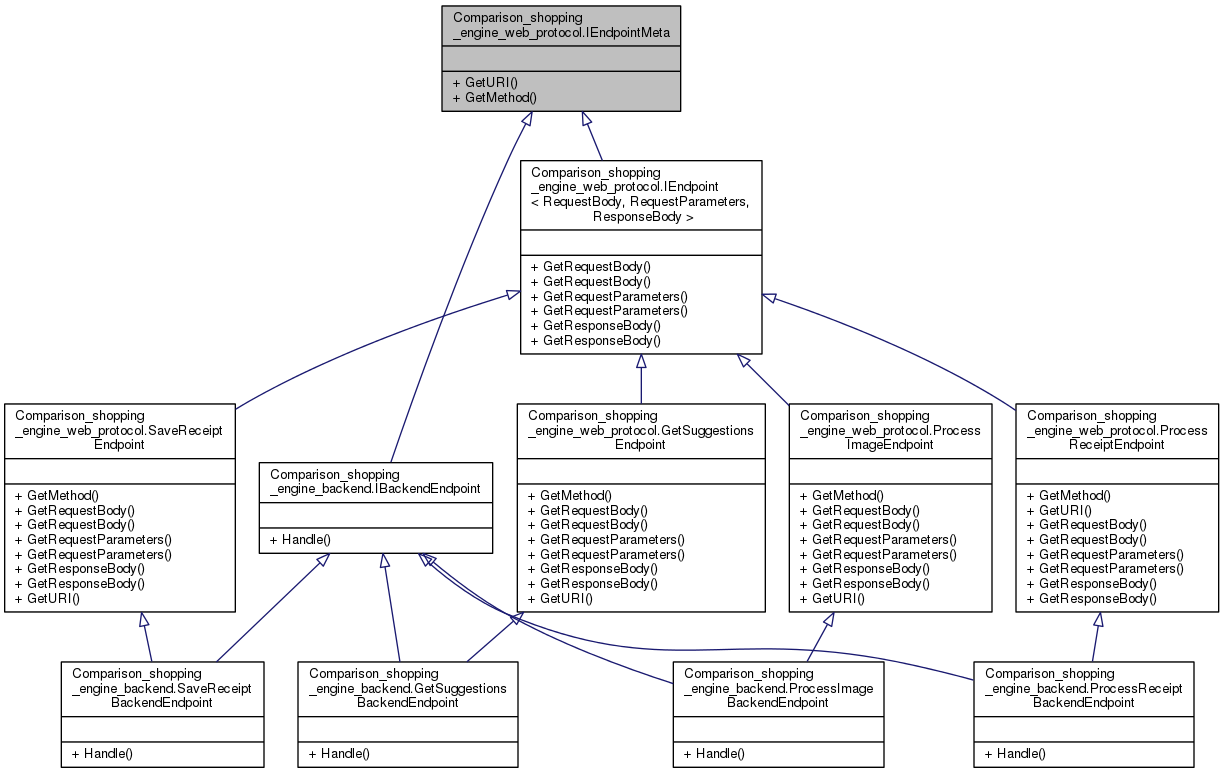 Comparison_shopping
_engine_web_protocol.IEndpointMeta
+ GetURI()
+ GetMethod()
Comparison_shopping
_engine_web_protocol.IEndpoint
< RequestBody, RequestParameters,
ResponseBody >
+ GetRequestBody()
+ GetRequestBody()
+ GetRequestParameters()
+ GetRequestParameters()
+ GetResponseBody()
+ GetResponseBody()
Comparison_shopping
_engine_web_protocol.SaveReceipt
Endpoint
+ GetMethod()
+ GetRequestBody()
+ GetRequestBody()
+ GetRequestParameters()
+ GetRequestParameters()
+ GetResponseBody()
+ GetResponseBody()
+ GetURI()
Comparison_shopping
_engine_backend.IBackendEndpoint
+ Handle()
Comparison_shopping
_engine_web_protocol.GetSuggestions
Endpoint
+ GetMethod()
+ GetRequestBody()
+ GetRequestBody()
+ GetRequestParameters()
+ GetRequestParameters()
+ GetResponseBody()
+ GetResponseBody()
+ GetURI()
Comparison_shopping
_engine_web_protocol.Process
ImageEndpoint
+ GetMethod()
+ GetRequestBody()
+ GetRequestBody()
+ GetRequestParameters()
+ GetRequestParameters()
+ GetResponseBody()
+ GetResponseBody()
+ GetURI()
Comparison_shopping
_engine_web_protocol.Process
ReceiptEndpoint
+ GetMethod()
+ GetURI()
+ GetRequestBody()
+ GetRequestBody()
+ GetRequestParameters()
+ GetRequestParameters()
+ GetResponseBody()
+ GetResponseBody()
Comparison_shopping
_engine_backend.SaveReceipt
BackendEndpoint
+ Handle()
Comparison_shopping
_engine_backend.GetSuggestions
BackendEndpoint
+ Handle()
Comparison_shopping
_engine_backend.ProcessImage
BackendEndpoint
+ Handle()
Comparison_shopping
_engine_backend.ProcessReceipt
BackendEndpoint
+ Handle()